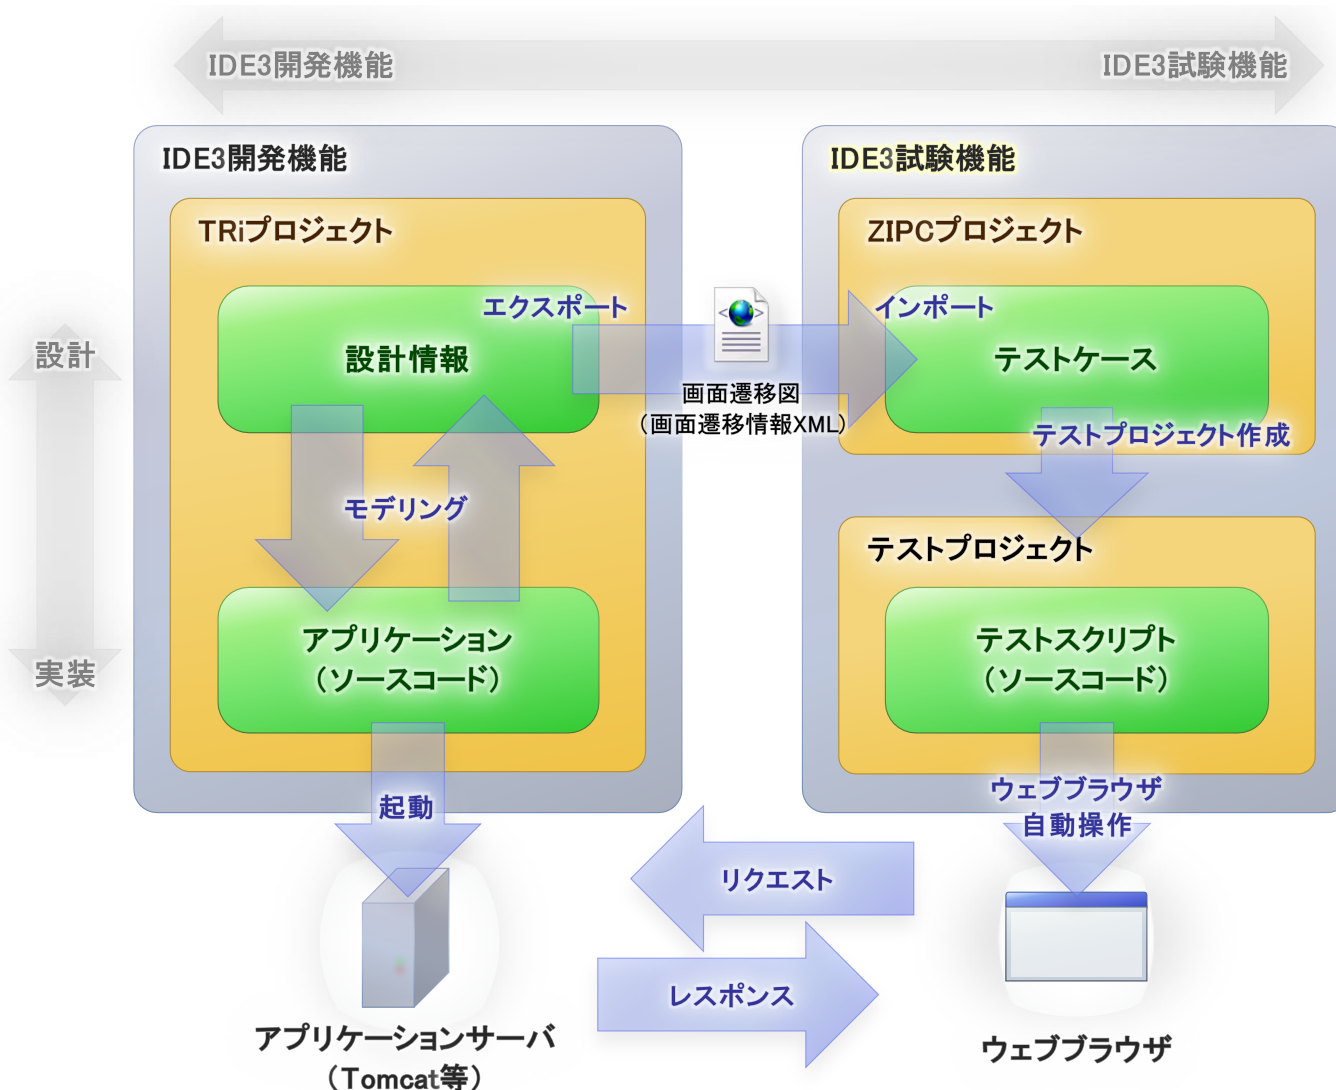 IDE3開発機能
IDE3試験機能
IDE3開発機能
IDE3試験機能
TRiプロジェクト
ZIPCプロジェクト
エクスポート
インポート
設計
設計情報
テストケース
画面遷移図
（画面遷移情報XML）
テストプロジェクト作成
モデリング
テストプロジェクト
アプリケーション
（ソースコード）
テストスクリプト
（ソースコード）
実装
起動
ウェブブラウザ
自動操作
リクエスト
レスポンス
アプリケーションサーバ
（Tomcat等）
ウェブブラウザ